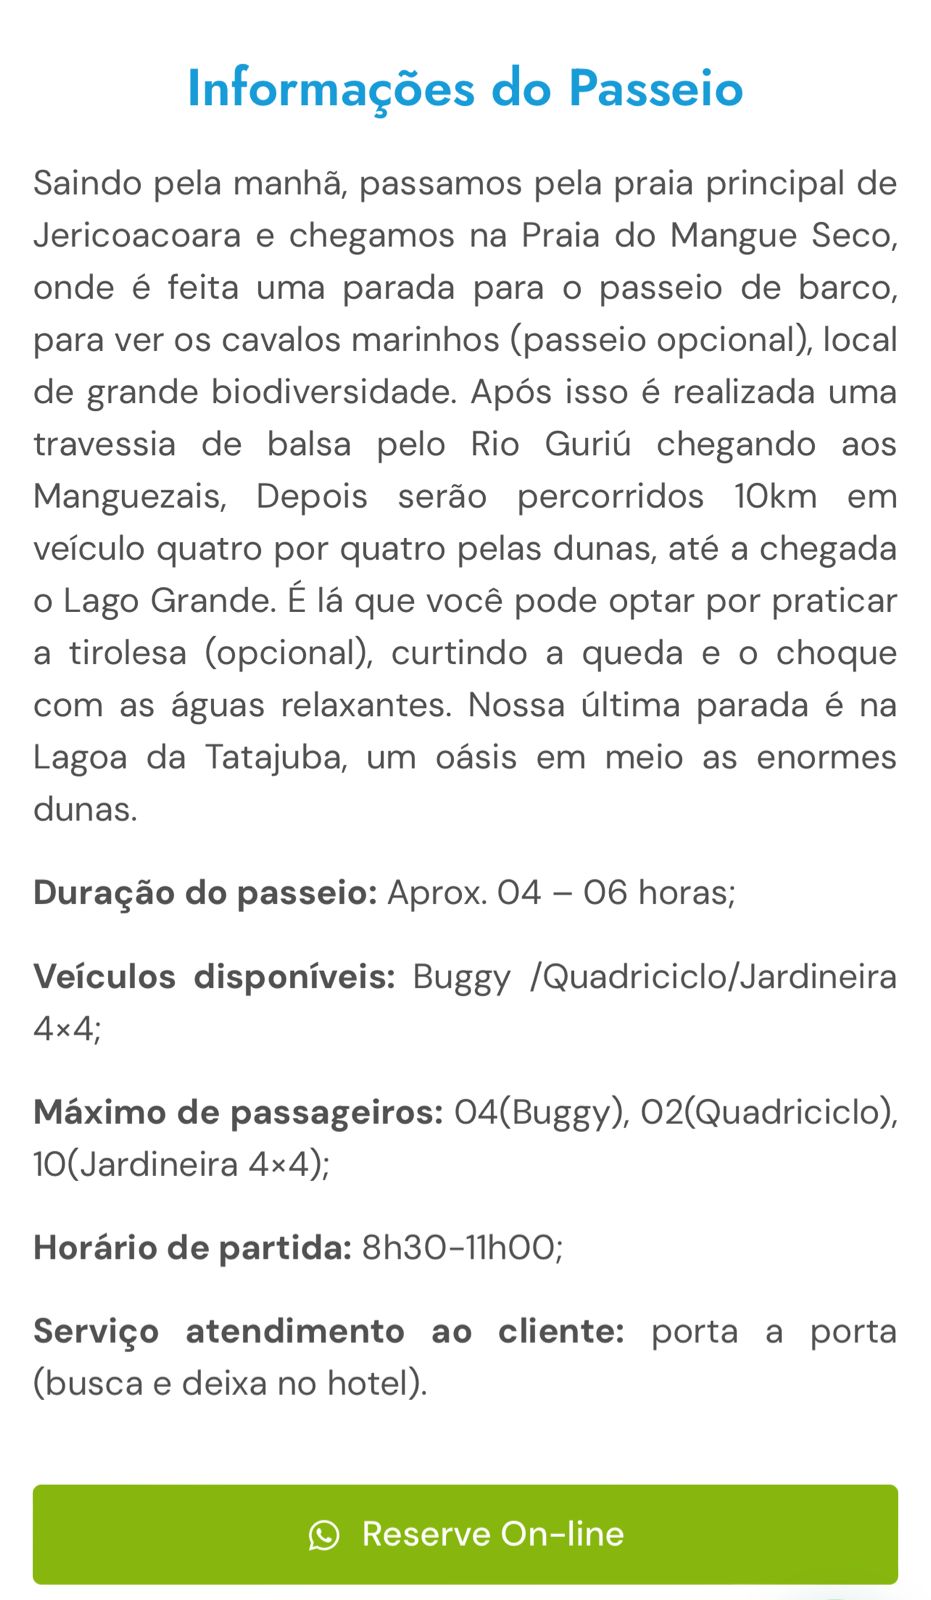 Informações do Passeio
Saindo pela manhã, passamos pela praia principal de
Jericoacoara e chegamos na Praia do Mangue Seco,
onde é feita uma parada para o passeio de barco,
para ver os cavalos marinhos (passeio opcional), local
de grande biodiversidade. Após isso é realizada uma
travessia de balsa pelo Rio Guriú chegando aos
Manguezais, Depois serão percorridos 10km em
veículo quatro por quatro pelas dunas, até a chegada
o Lago Grande. É lá que você pode optar por praticar
a tirolesa (opcional), curtindo a queda e o choque
com as águas relaxantes. Nossa última parada é na
Lagoa da Tatajuba, um oásis em meio as enormes
dunas.
Duração do passeio: Aprox. 04 – 06 horas;
Veículos disponíveis: Buggy /Quadriciclo/Jardineira
4×4;
Máximo de passageiros: 04(Buggy), 02(Quadriciclo),
10(Jardineira 4×4);
Horário de partida: 8h30-11h00;
Serviço atendimento ao cliente: porta a porta
(busca e deixa no hotel).
Reserve On-line